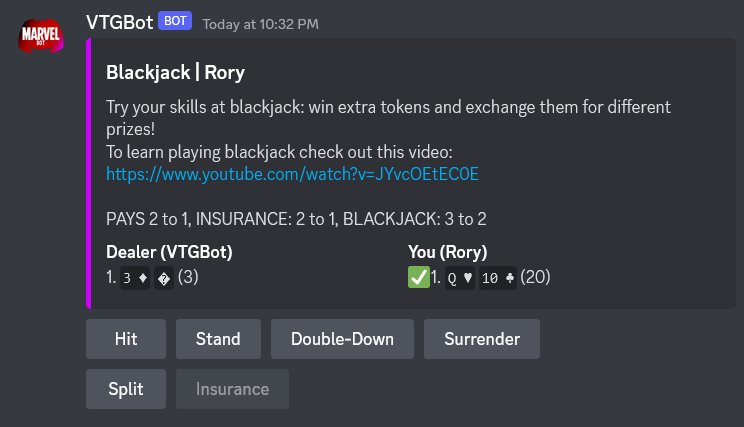 VTGBot BOT Today at 10:32 PM
MARVEL
BOT
Blackjack | Rory
Try your skills at blackjack: win extra tokens and exchange them for different
prizes!
To learn playing blackjack check out this video:
https://www.youtube.com/watch?v=JYvcOEtEC0E
PAYS 2 to 1, INSURANCE: 2 to 1, BLACKJACK: 3 to 2
Dealer (VTGBot) You (Rory)
1. 3 ♦ � (3) ✅1. Q ♥ 10 ♣ (20)
Hit Stand Double-Down Surrender
Split Insurance